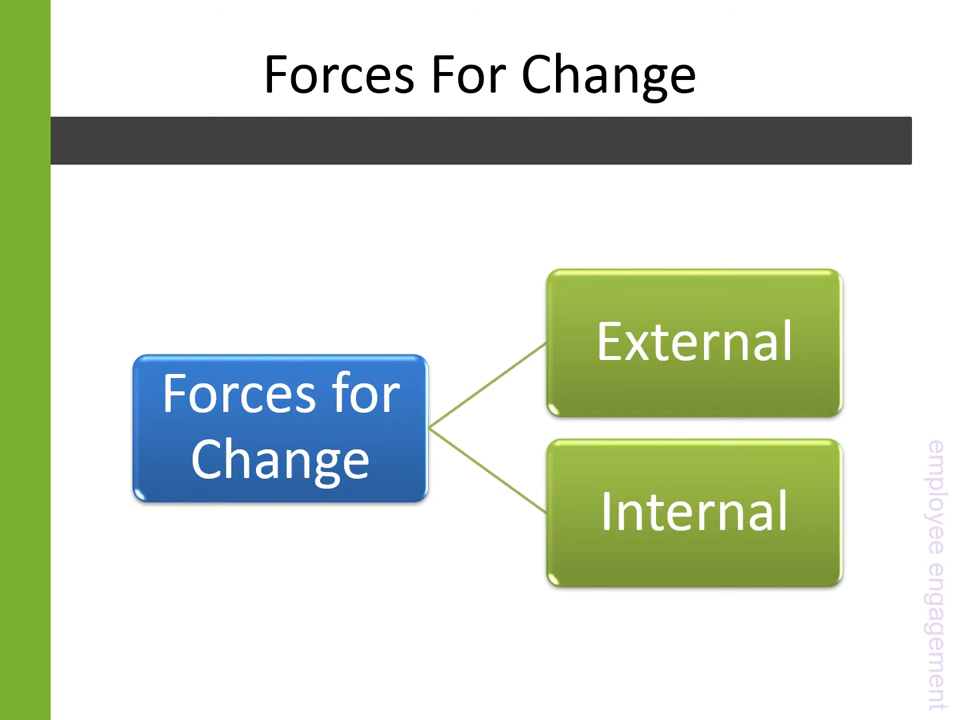 Forces For Change
External
Forces for
Change
Internal
employee engagement